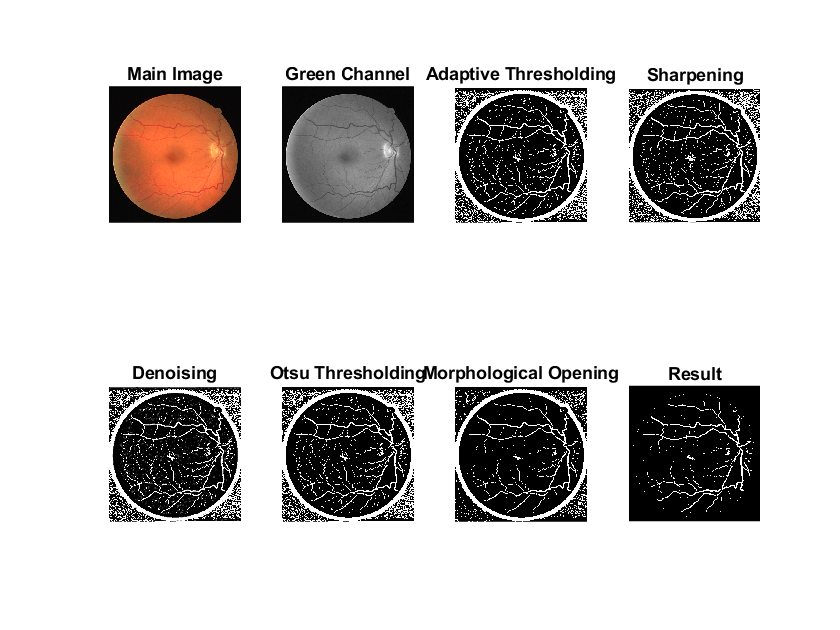 Main Image
Green Channel
Adaptive Thresholding
Sharpening
Denoising
Otsu Thresholding
Morphological Opening
Result